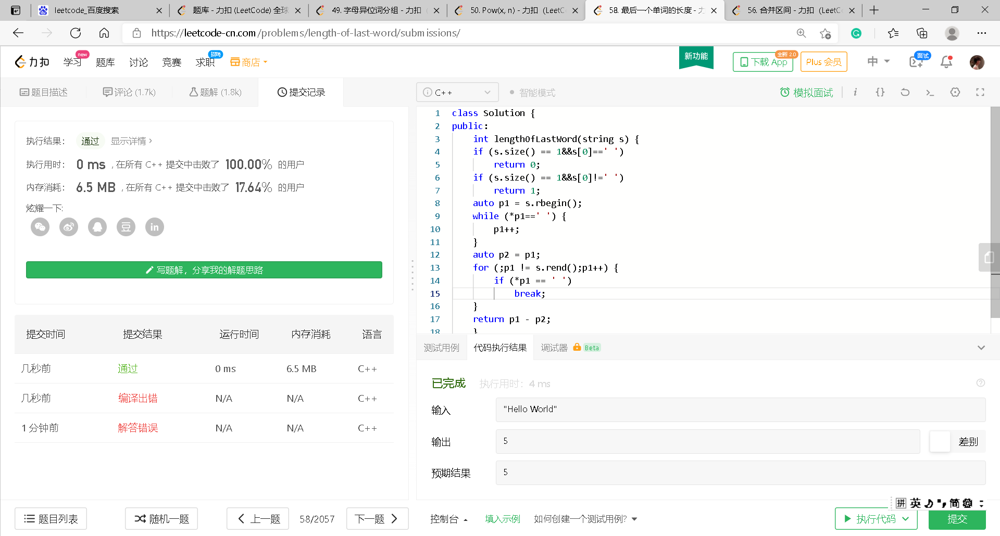 leetcode_百度搜索
题库 - 力扣 (LeetCode) 全球
49. 字母异位词分组 - 力扣 (
50. Pow(x, n) - 力扣 (LeetC
58. 最后一个单词的长度 - 力
56. 合并区间 - 力扣 (LeetC
https://leetcode-cn.com/problems/length-of-last-word/submissions/
力扣
学习
new
题库
讨论
竞赛
求职
招聘
商店
新功能
下载 App
全新 2.0
Plus 会员
中
面试
题目描述
评论 (1.7k)
题解 (1.8k)
提交记录
C++
智能模式
模拟面试
执行结果: 通过 显示详情 >
执行用时: 0 ms , 在所有 C++ 提交中击败了 100.00% 的用户
内存消耗: 6.5 MB , 在所有 C++ 提交中击败了 17.64% 的用户
炫耀一下:
豆
in
写题解, 分享我的解题思路
提交时间 提交结果 运行时间 内存消耗 语言
几秒前 通过 0 ms 6.5 MB C++
几秒前 编译出错 N/A N/A C++
1 分钟前 解答错误 N/A N/A C++
1 class Solution {
2 public:
3 int lengthOfLastWord(string s) {
4 if (s.size() == 1&&s[0]==' ')
5 return 0;
6 if (s.size() == 1&&s[0]!=' ')
7 return 1;
8 auto p1 = s.rbegin();
9 while (*p1==' ') {
10 p1++;
11 }
12 auto p2 = p1;
13 for (;p1 != s.rend();p1++) {
14 if (*p1 == ' ')
15 break;
16 }
17 return p1 - p2;
18 }
测试用例
代码执行结果
调试器
Beta
已完成 执行用时: 4 ms
输入 "Hello World"
输出 5 差别
预期结果 5
拼 英 简
题目列表
随机一题
上一题
58/2057
下一题
控制台
填入示例
如何创建一个测试用例?
执行代码
提交